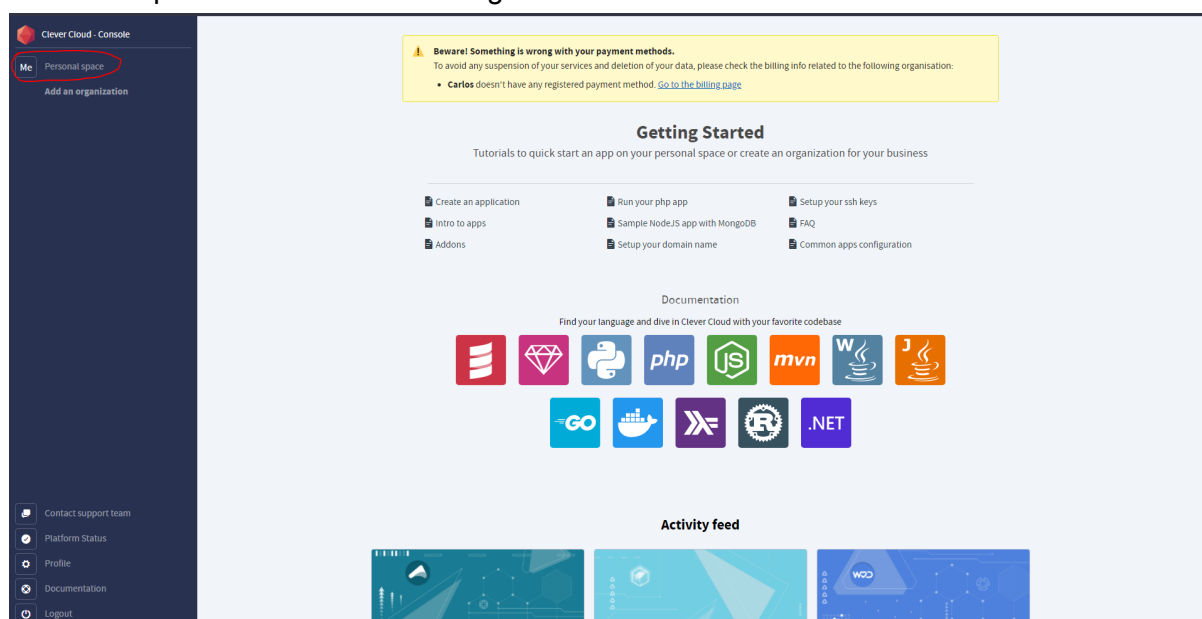 Clever Cloud - Console
Me Personal space
Add an organization
Beware! Something is wrong with your payment methods.
To avoid any suspension of your services and deletion of your data, please check the billing info related to the following organisation:
• Carlos doesn't have any registered payment method. Go to the billing page
Getting Started
Tutorials to quick start an app on your personal space or create an organization for your business
Create an application
Run your php app
Setup your ssh keys
Intro to apps
Sample NodeJS app with MongoDB
FAQ
Addons
Setup your domain name
Common apps configuration
Documentation
Find your language and dive in Clever Cloud with your favorite codebase
php
JS
mvn
W
J
GO
R
.NET
Contact support team
Platform Status
Profile
Documentation
Logout
Activity feed